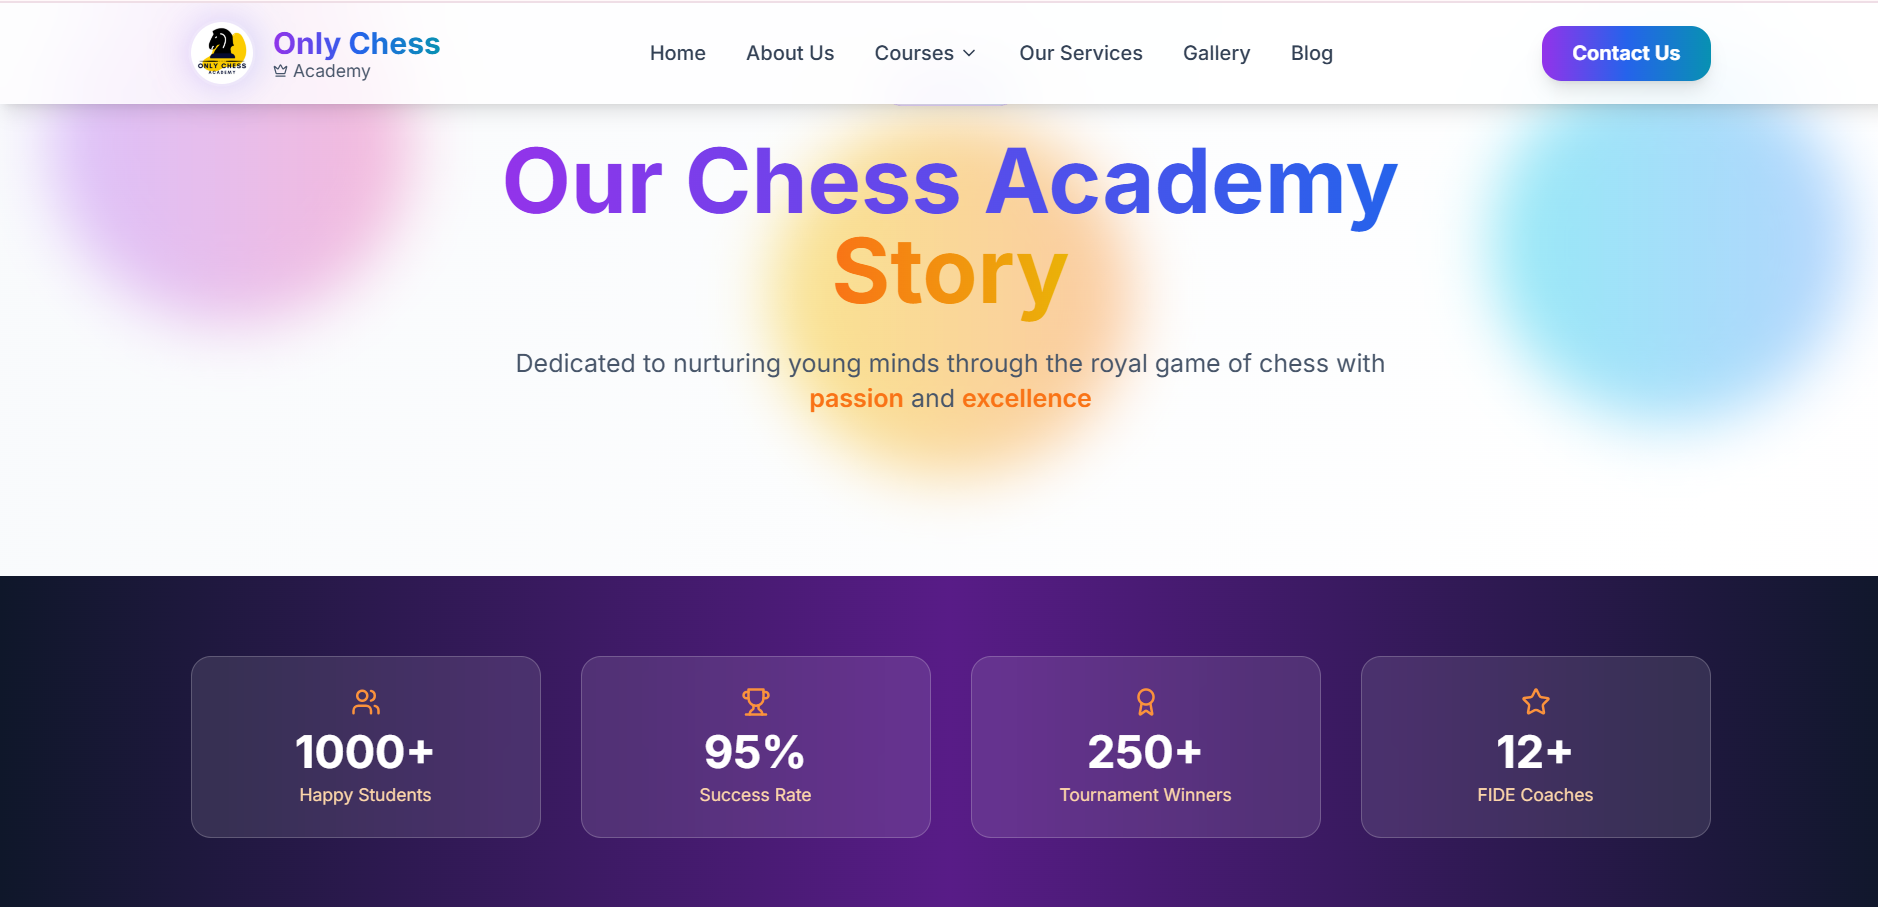 ONLY CHESS
ACADEMY
Only Chess
Academy
Home
About Us
Courses
Our Services
Gallery
Blog
Contact Us
Our Chess Academy
Story
Dedicated to nurturing young minds through the royal game of chess with
passion and excellence
1000+
Happy Students
95%
Success Rate
250+
Tournament Winners
12+
FIDE Coaches